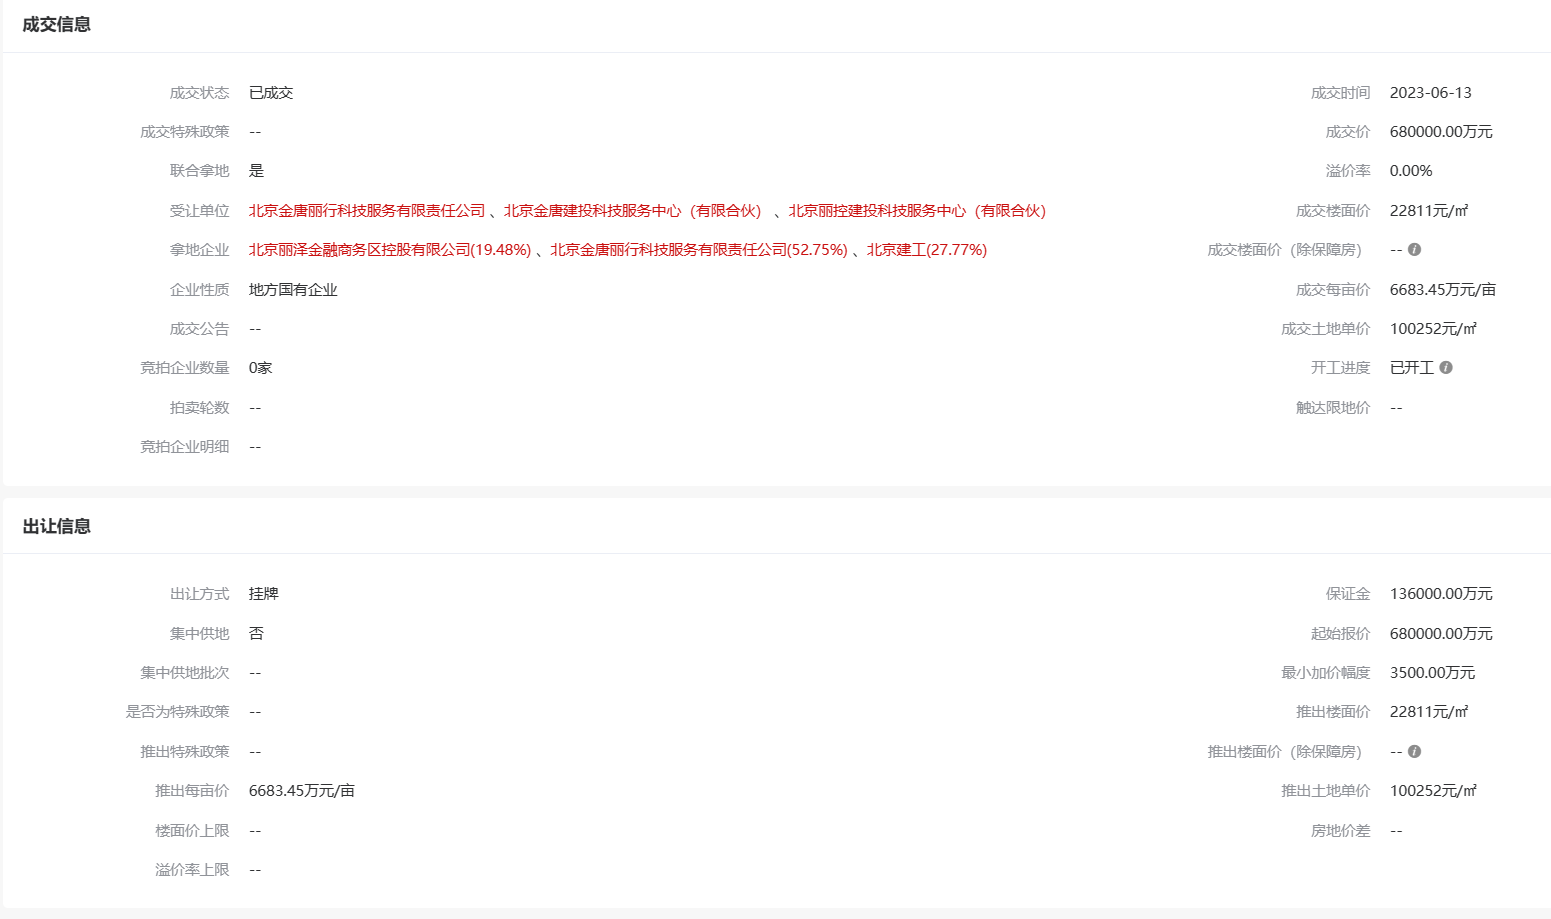 成交信息
成交状态 已成交 成交时间 2023-06-13
成交特殊政策 -- 成交价 680000.00万元
联合拿地 是 溢价率 0.00%
受让单位 北京金唐丽行科技服务有限责任公司 、北京金唐建投科技服务中心（有限合伙） 、北京丽控建投科技服务中心（有限合伙） 成交楼面价 22811元/㎡
拿地企业 北京丽泽金融商务区控股有限公司(19.48%) 、北京金唐丽行科技服务有限责任公司(52.75%) 、北京建工(27.77%) 成交楼面价（除保障房） --
企业性质 地方国有企业 成交每亩价 6683.45万元/亩
成交公告 -- 成交土地单价 100252元/㎡
竞拍企业数量 0家 开工进度 已开工
拍卖轮数 -- 触达限地价 --
竞拍企业明细 --
出让信息
出让方式 挂牌 保证金 136000.00万元
集中供地 否 起始报价 680000.00万元
集中供地批次 -- 最小加价幅度 3500.00万元
是否为特殊政策 -- 推出楼面价 22811元/㎡
推出特殊政策 -- 推出楼面价（除保障房） --
推出每亩价 6683.45万元/亩 推出土地单价 100252元/㎡
楼面价上限 -- 房地价差 --
溢价率上限 --